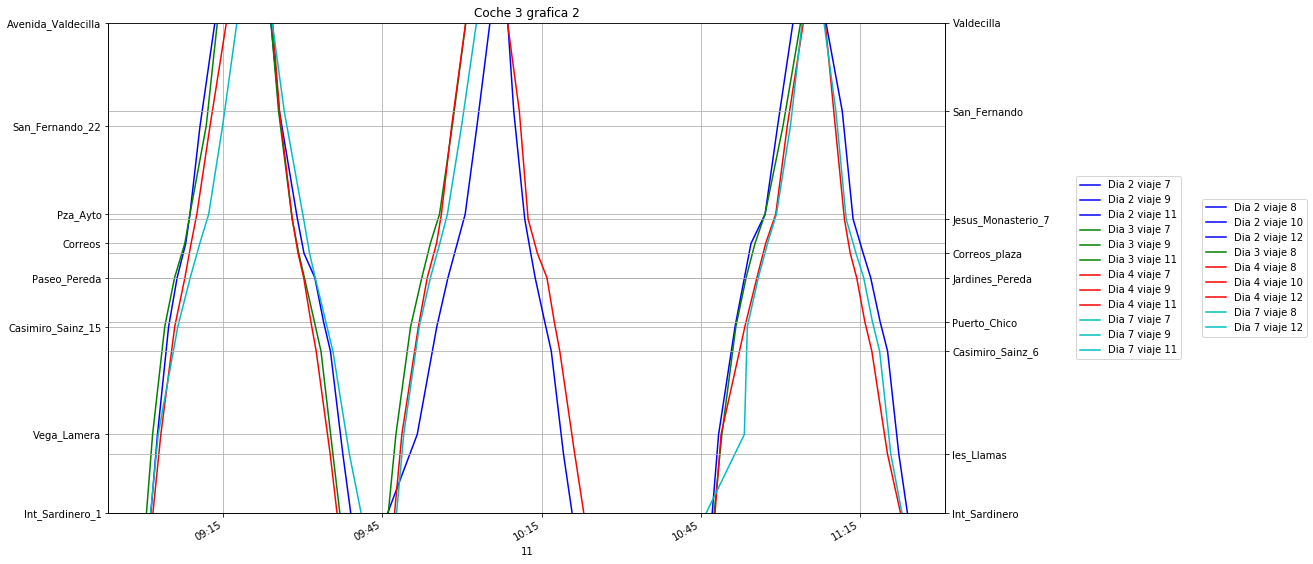 Coche 3 grafica 2
Avenida_Valdecilla
San_Fernando_22
Pza_Ayto
Correos
Paseo_Pereda
Casimiro_Sainz_15
Vega_Lamera
Int_Sardinero_1
Valdecilla
San_Fernando
Jesus_Monasterio_7
Correos_plaza
Jardines_Pereda
Puerto_Chico
Casimiro_Sainz_6
Ies_Llamas
Int_Sardinero
09:15
09:45
10:15
10:45
11:15
11
Dia 2 viaje 7
Dia 2 viaje 9
Dia 2 viaje 11
Dia 3 viaje 7
Dia 3 viaje 9
Dia 3 viaje 11
Dia 4 viaje 7
Dia 4 viaje 9
Dia 4 viaje 11
Dia 7 viaje 7
Dia 7 viaje 9
Dia 7 viaje 11
Dia 2 viaje 8
Dia 2 viaje 10
Dia 2 viaje 12
Dia 3 viaje 8
Dia 4 viaje 8
Dia 4 viaje 10
Dia 4 viaje 12
Dia 7 viaje 8
Dia 7 viaje 12